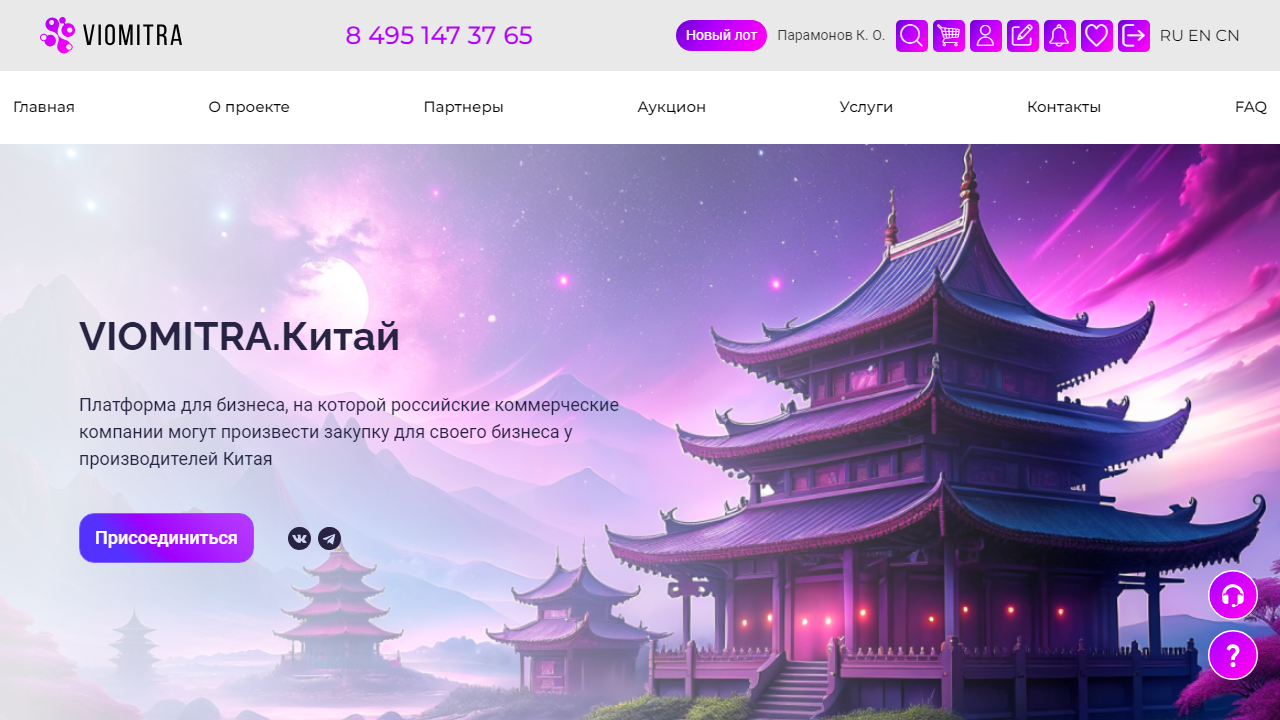 VIOMITRA
8 495 147 37 65
Новый лот
Парамонов К. О.
RU EN CN
Главная
О проекте
Партнеры
Аукцион
Услуги
Контакты
FAQ
VIOMITRA.Китай
Платформа для бизнеса, на которой российские коммерческие
компании могут произвести закупку для своего бизнеса у
производителей Китая
Присоединиться
?